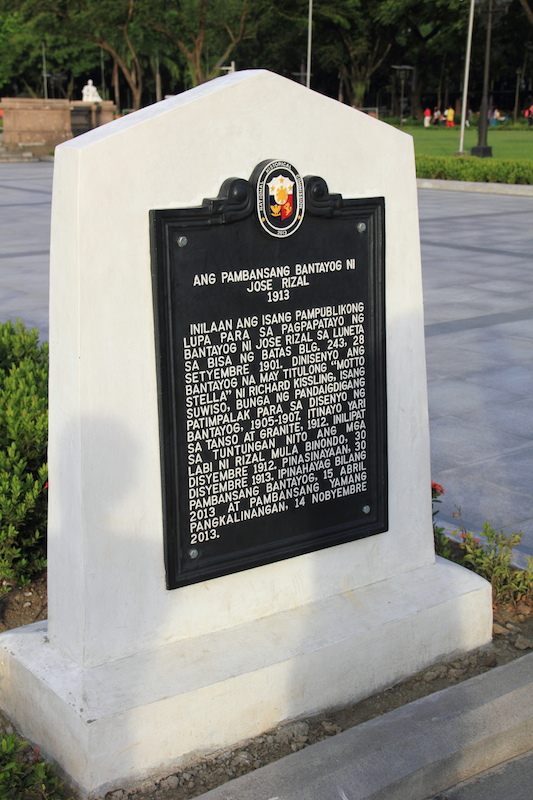 NATIONAL HISTORICAL COMMISSION
ANG PAMBANSANG BANTAYOG NI
JOSE RIZAL
1913
INILAAN ANG ISANG PAMPUBLIKONG
LUPA PARA SA PAGPAPATAYO NG
BANTAYOG NI JOSE RIZAL SA LUNETA
SA BISA NG BATAS BLG. 243, 28
SETYEMBRE 1901. DINISENYO ANG
BANTAYOG NA MAY TITULONG "MOTTO
STELLA" NI RICHARD KISSLING, ISANG
SUWISO, BUNGA NG PANDAIGDIGANG
PATIMPALAK PARA SA DISENYO NG
BANTAYOG, 1905-1907. ITINAYO YARI
SA TANSO AT GRANITE, 1912. INILIPAT
SA TUNTUNGAN NITO ANG MGA
LABI NI RIZAL MULA BINONDO, 30
DISYEMBRE 1912. PINASINAYAAN, 30
DISYEMBRE 1913. IPINAHAYAG BILANG
PAMBANSANG BANTAYOG, 15 ABRIL
2013 AT PAMBANSANG YAMANG
PANGKALINANGAN, 14 NOBYEMBRE
2013.